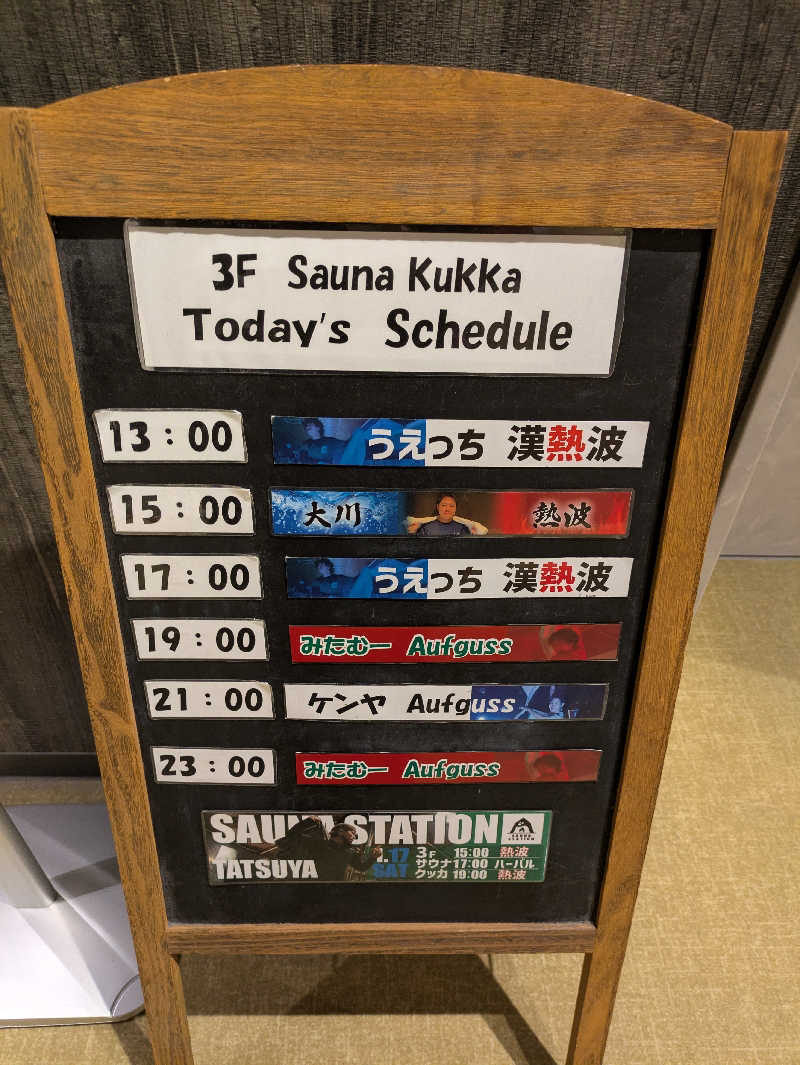 3F Sauna Kukka
Today's Schedule
13:00 うえっち 漢熱波
15:00 大川 熱波
17:00 うえっち 漢熱波
19:00 みたむー Aufguss
21:00 ケンヤ Aufguss
23:00 みたむー Aufguss
SAUNA STATION
TATSUYA
.17 SAT
3F 15:00 熱波
サウナ 17:00 ハーバル
クッカ 19:00 熱波